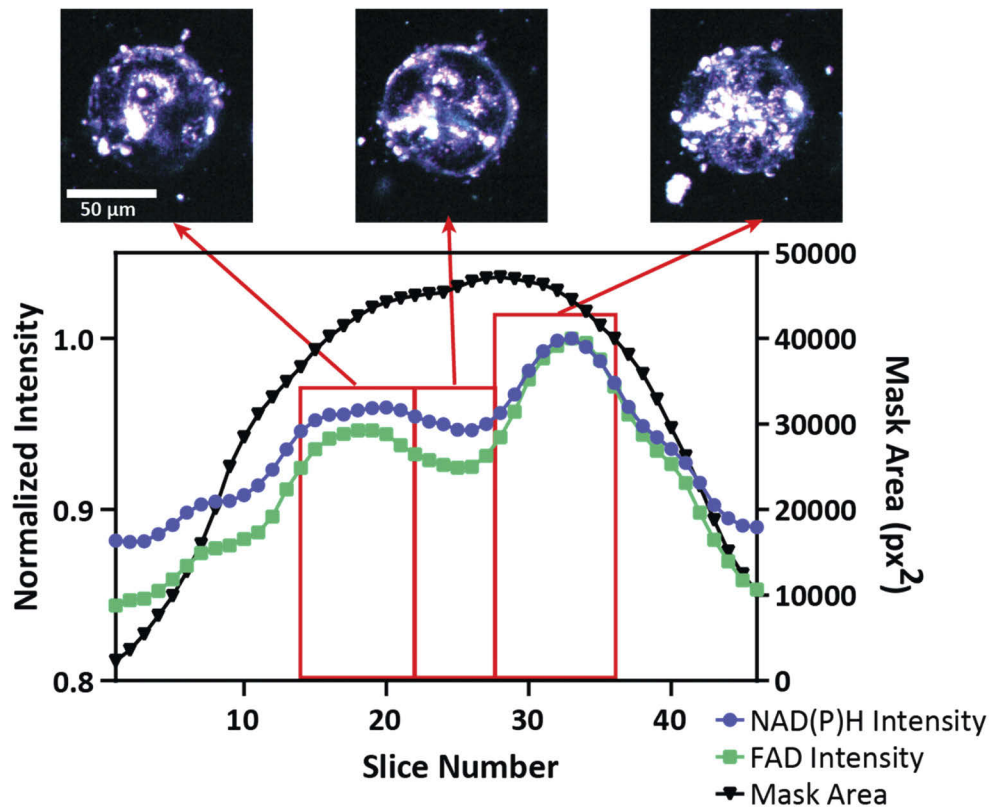 50 μm
Normalized Intensity
1.0
0.9
0.8
50000
40000
30000
20000
10000
0
Mask Area (px²)
10
20
30
40
Slice Number
NAD(P)H Intensity
FAD Intensity
Mask Area